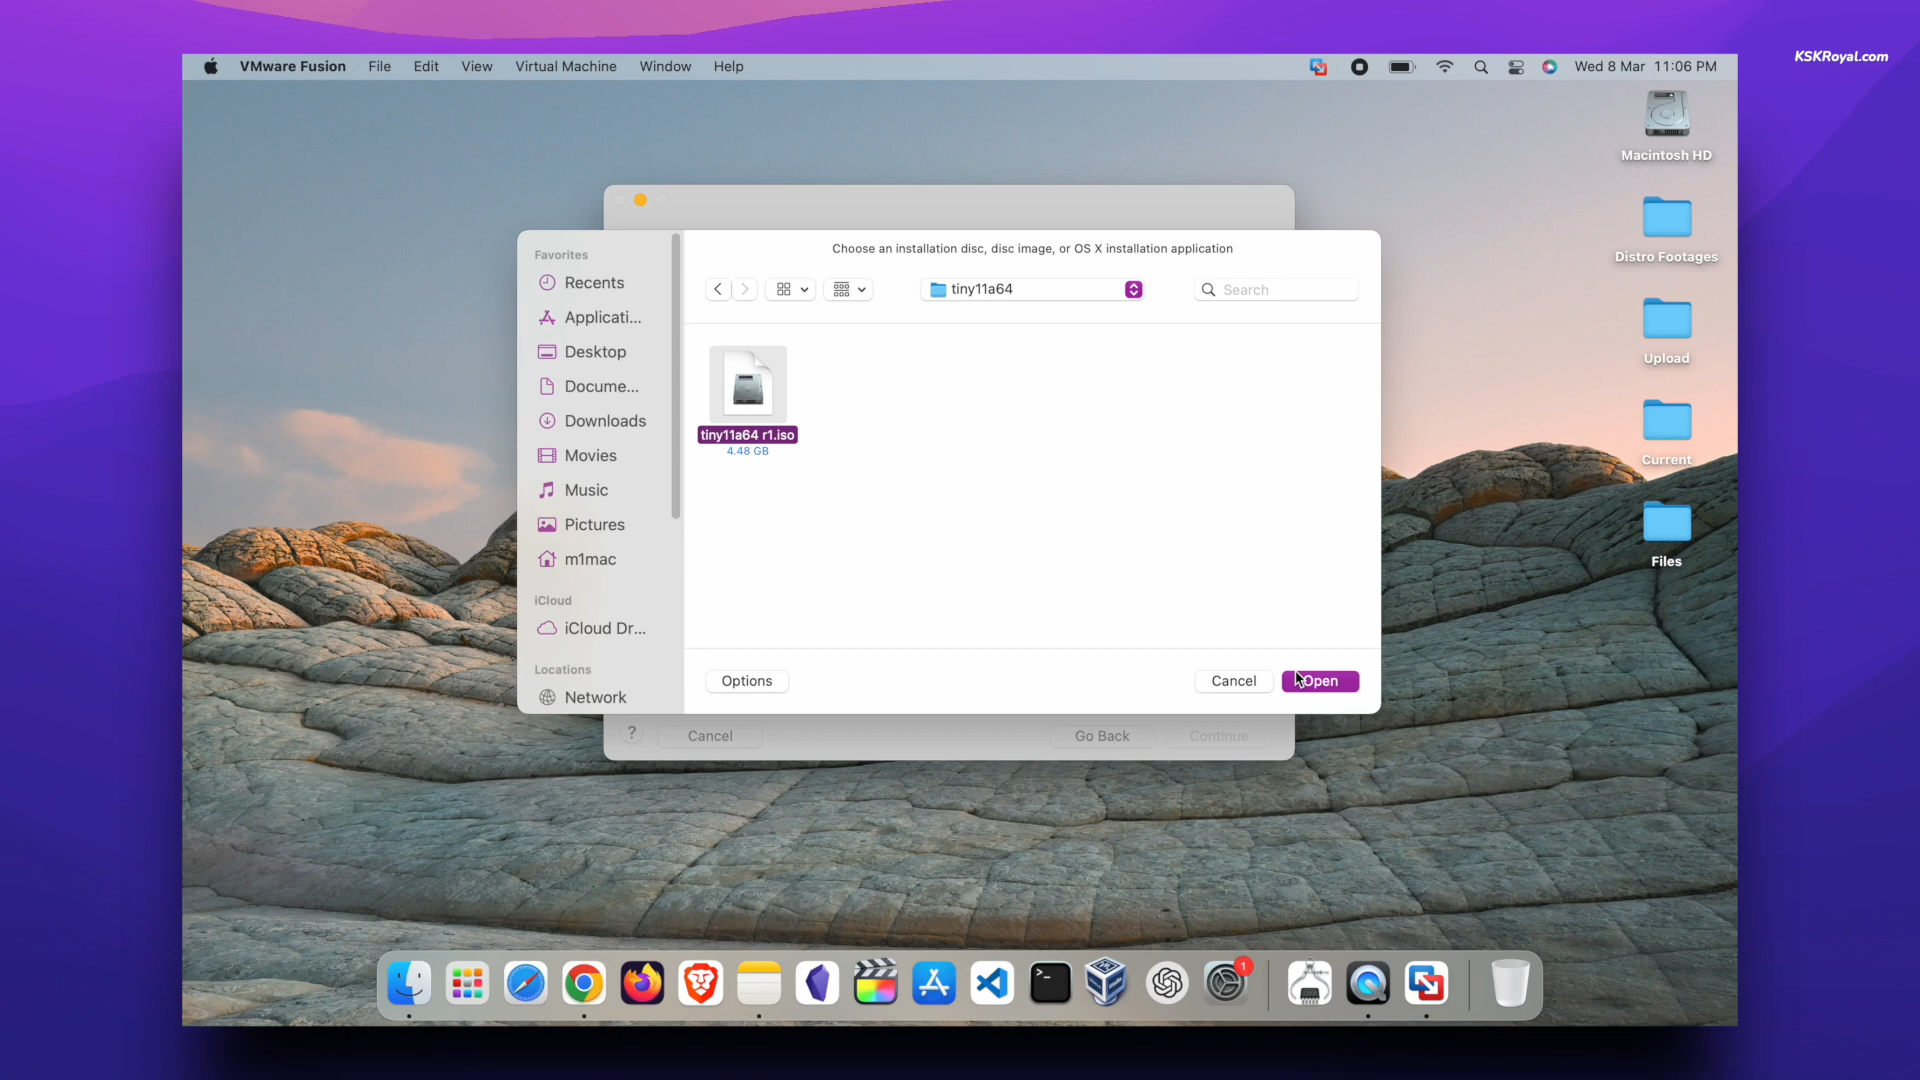 KSKRoyal.com
VMware Fusion File Edit View Virtual Machine Window Help
Wed 8 Mar 11:06 PM
Macintosh HD
Distro Footages
Upload
Current
Files
Choose an installation disc, disc image, or OS X installation application
tiny11a64
Search
Favorites
Recents
Applicati...
Desktop
Docume...
Downloads
Movies
Music
Pictures
m1mac
iCloud
iCloud Dr...
Locations
Network
tiny11a64 r1.iso
4.48 GB
Options
Cancel
Open
?
Cancel
Go Back
Continue
>_
1